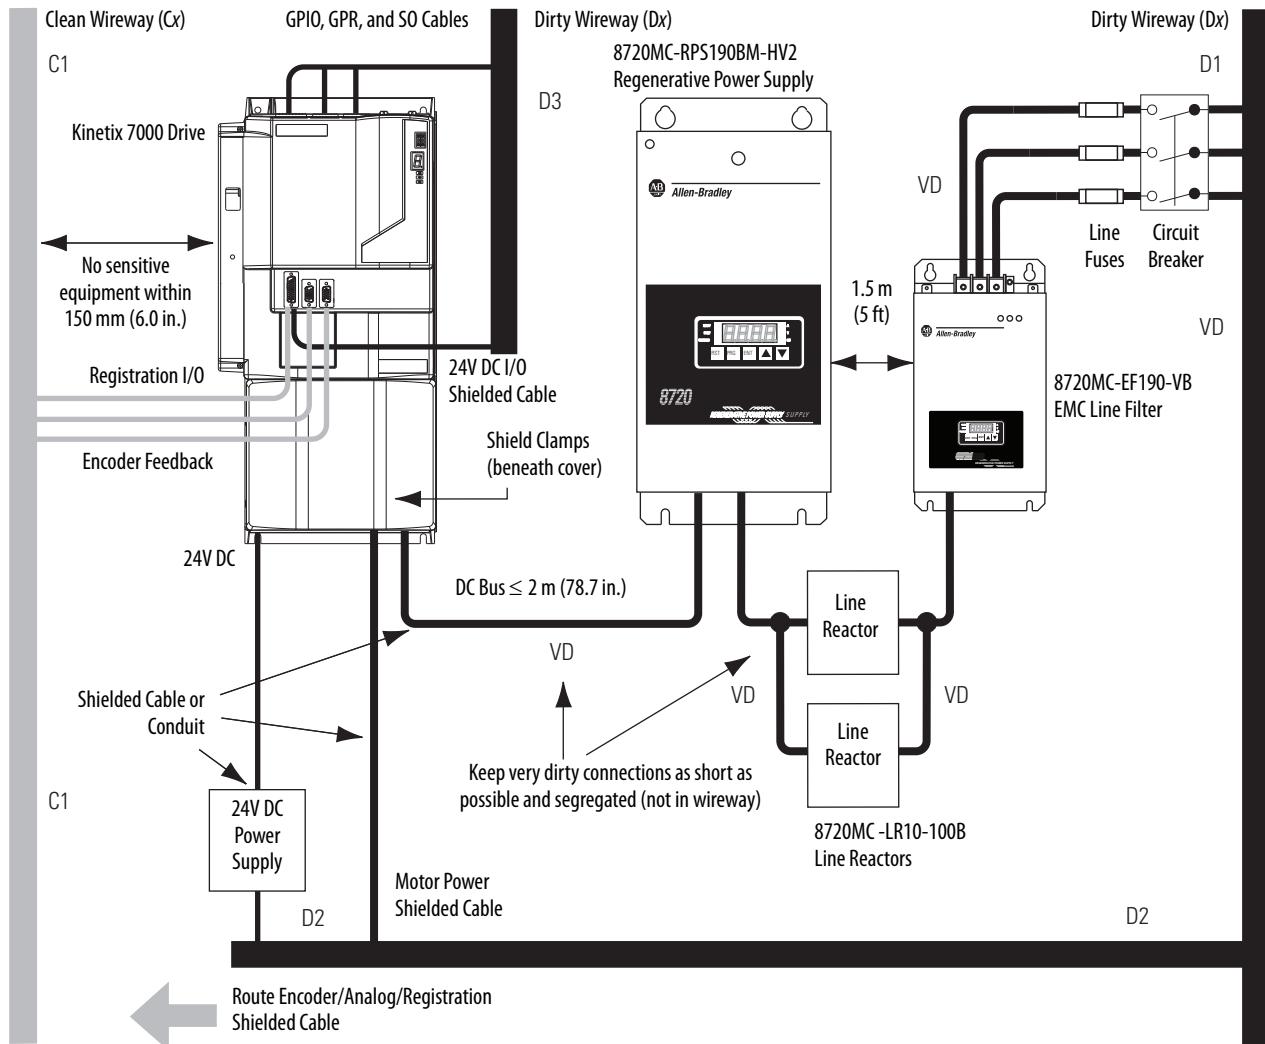 Clean Wireway (Cx)
GPIO, GPR, and SO Cables
Dirty Wireway (Dx)
Dirty Wireway (Dx)
C1
8720MC-RPS190BM-HV2
Regenerative Power Supply
D1
D3
Kinetix 7000 Drive
A-B
Allen-Bradley
VD
Line
Fuses
Circuit
Breaker
No sensitive
equipment within
150 mm (6.0 in.)
1.5 m
(5 ft)
VD
Allen-Bradley
Registration I/O
24V DC I/O
Shielded Cable
8720MC-EF190-VB
EMC Line Filter
RST PRG ENT
8720
REGENERATIVE POWER SUPPLY
Encoder Feedback
Shield Clamps
(beneath cover)
24V DC
DC Bus ≤ 2 m (78.7 in.)
Line
Reactor
VD
VD
VD
Shielded Cable or
Conduit
Line
Reactor
Keep very dirty connections as short as
possible and segregated (not in wireway)
C1
24V DC
Power
Supply
8720MC -LR10-100B
Line Reactors
Motor Power
Shielded Cable
D2
D2
Route Encoder/Analog/Registration
Shielded Cable